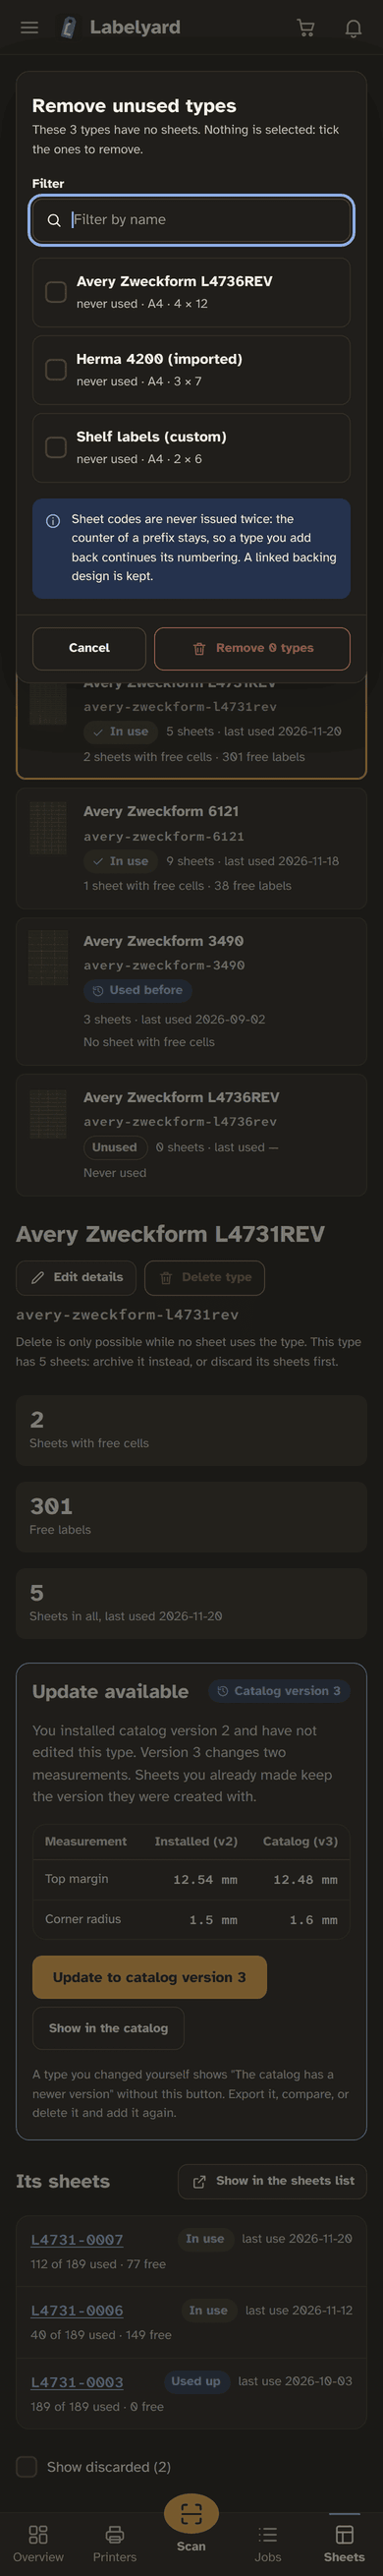 Labelyard
Remove unused types
These 3 types have no sheets. Nothing is selected: tick
the ones to remove.
Filter
Filter by name
Avery Zweckform L4736REV
never used · A4 · 4 × 12
Herma 4200 (imported)
never used · A4 · 3 × 7
Shelf labels (custom)
never used · A4 · 2 × 6
Sheet codes are never issued twice: the
counter of a prefix stays, so a type you add
back continues its numbering. A linked backing
design is kept.
Cancel
Remove 0 types
Avery Zweckform L4731REV
avery-zweckform-l4731rev
In use 5 sheets · last used 2026-11-20
2 sheets with free cells · 301 free labels
Avery Zweckform 6121
avery-zweckform-6121
In use 9 sheets · last used 2026-11-18
1 sheet with free cells · 38 free labels
Avery Zweckform 3490
avery-zweckform-3490
Used before
3 sheets · last used 2026-09-02
No sheet with free cells
Avery Zweckform L4736REV
avery-zweckform-l4736rev
Unused 0 sheets · last used —
Never used
Avery Zweckform L4731REV
Edit details Delete type
avery-zweckform-l4731rev
Delete is only possible while no sheet uses the type. This type
has 5 sheets: archive it instead, or discard its sheets first.
2
Sheets with free cells
301
Free labels
5
Sheets in all, last used 2026-11-20
Update available Catalog version 3
You installed catalog version 2 and have not
edited this type. Version 3 changes two
measurements. Sheets you already made keep
the version they were created with.
Measurement Installed (v2) Catalog (v3)
Top margin 12.54 mm 12.48 mm
Corner radius 1.5 mm 1.6 mm
Update to catalog version 3
Show in the catalog
A type you changed yourself shows "The catalog has a
newer version" without this button. Export it, compare, or
delete it and add it again.
Its sheets Show in the sheets list
L4731-0007 In use last use 2026-11-20
112 of 189 used · 77 free
L4731-0006 In use last use 2026-11-12
40 of 189 used · 149 free
L4731-0003 Used up last use 2026-10-03
189 of 189 used · 0 free
Show discarded (2)
Overview Printers Scan Jobs Sheets